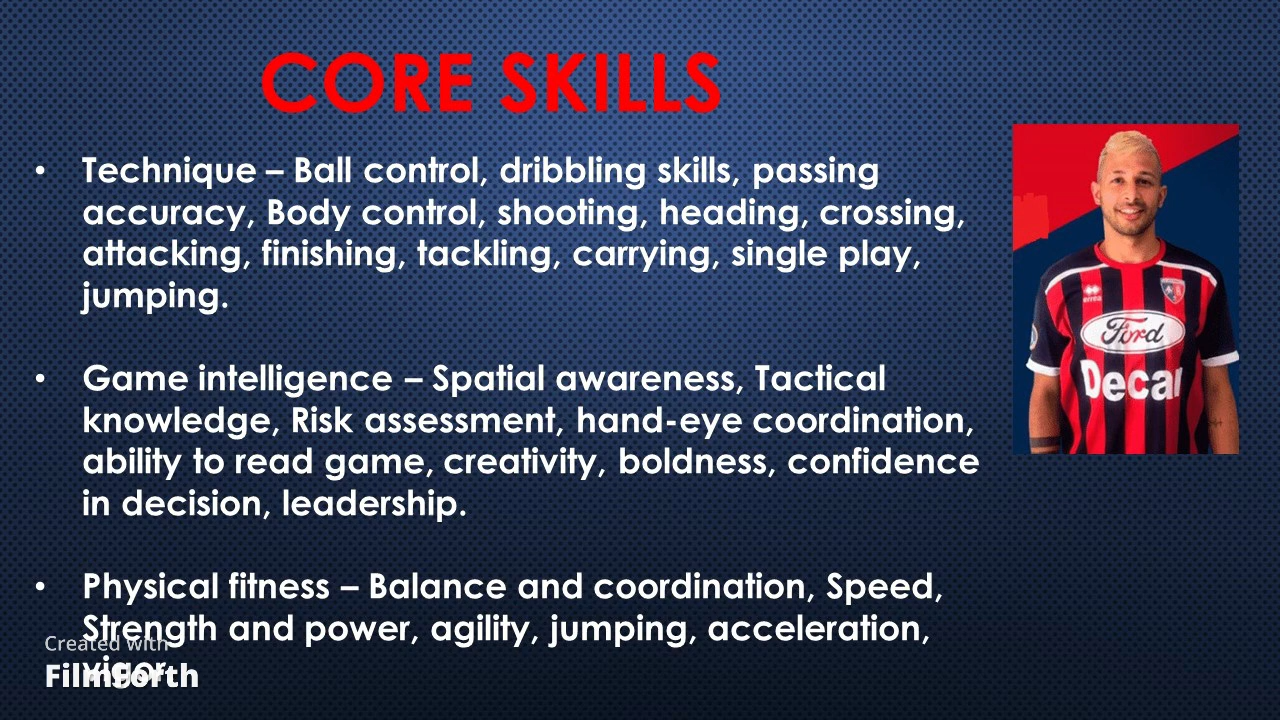 CORE SKILLS
• Technique – Ball control, dribbling skills, passing
accuracy, Body control, shooting, heading, crossing,
attacking, finishing, tackling, carrying, single play,
jumping.
• Game intelligence – Spatial awareness, Tactical
knowledge, Risk assessment, hand-eye coordination,
ability to read game, creativity, boldness, confidence
in decision, leadership.
• Physical fitness – Balance and coordination, Speed,
Strength and power, agility, jumping, acceleration,
vigor
Created with
FilmForth
errea
Ford
Decar